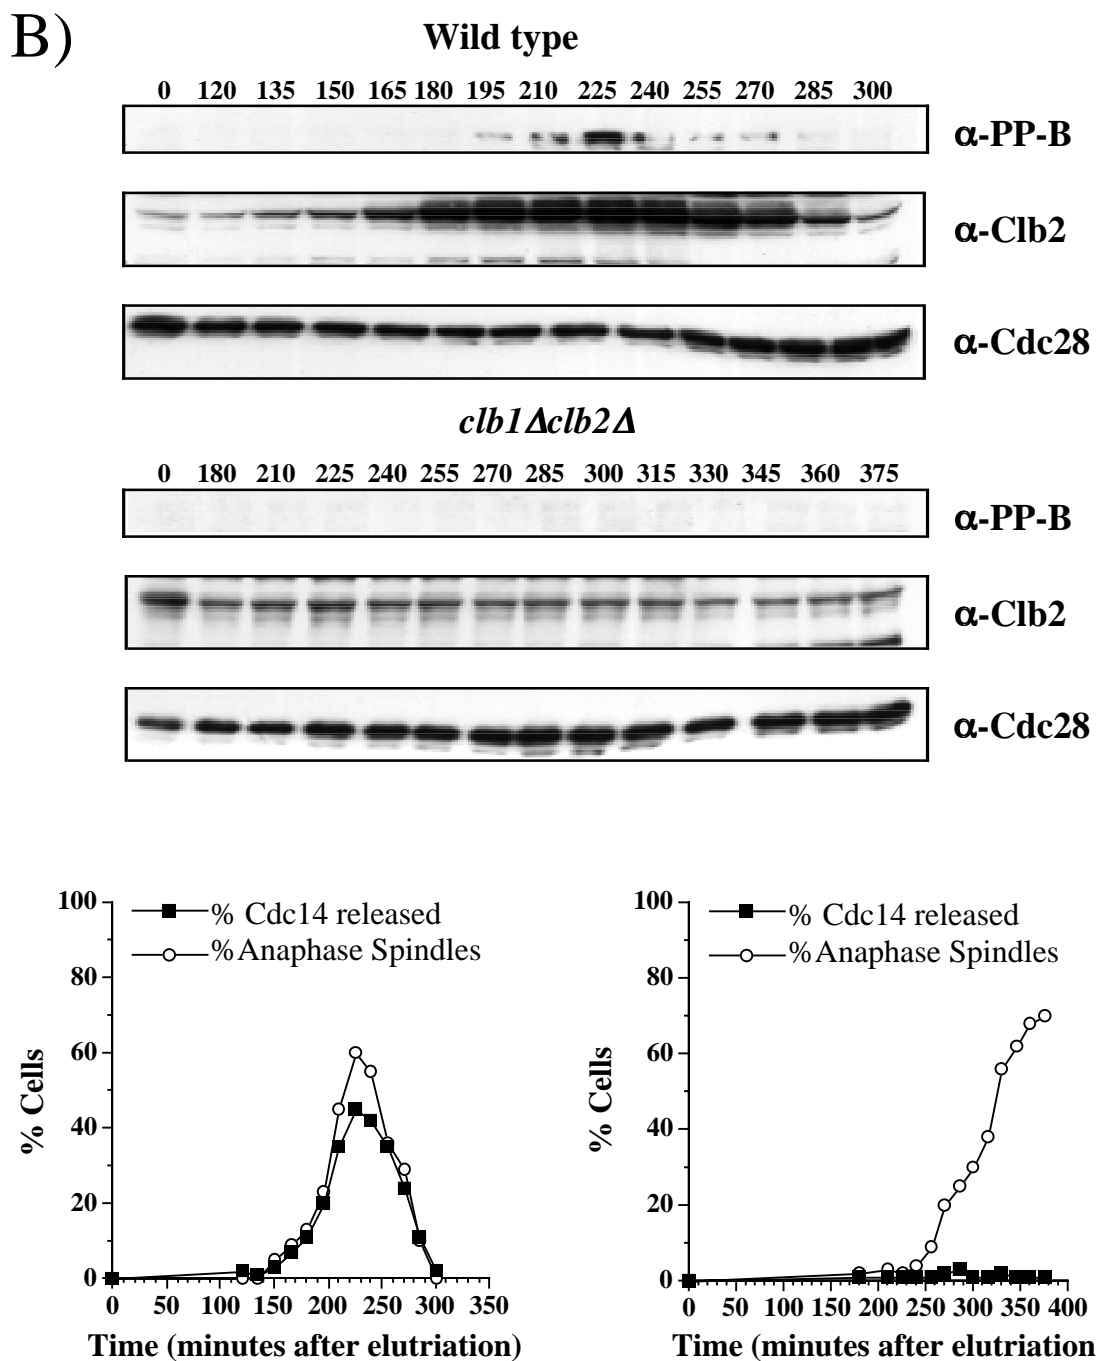 B)
Wild type
0 120 135 150 165 180 195 210 225 240 255 270 285 300
α-PP-B
α-Clb2
α-Cdc28
clb1Δclb2Δ
0 180 210 225 240 255 270 285 300 315 330 345 360 375
α-PP-B
α-Clb2
α-Cdc28
% Cells
100
80
60
40
20
0
% Cdc14 released
% Anaphase Spindles
0 50 100 150 200 250 300 350
Time (minutes after elutriation)
% Cells
100
80
60
40
20
0
% Cdc14 released
% Anaphase Spindles
0 50 100 150 200 250 300 350 400
Time (minutes after elutriation